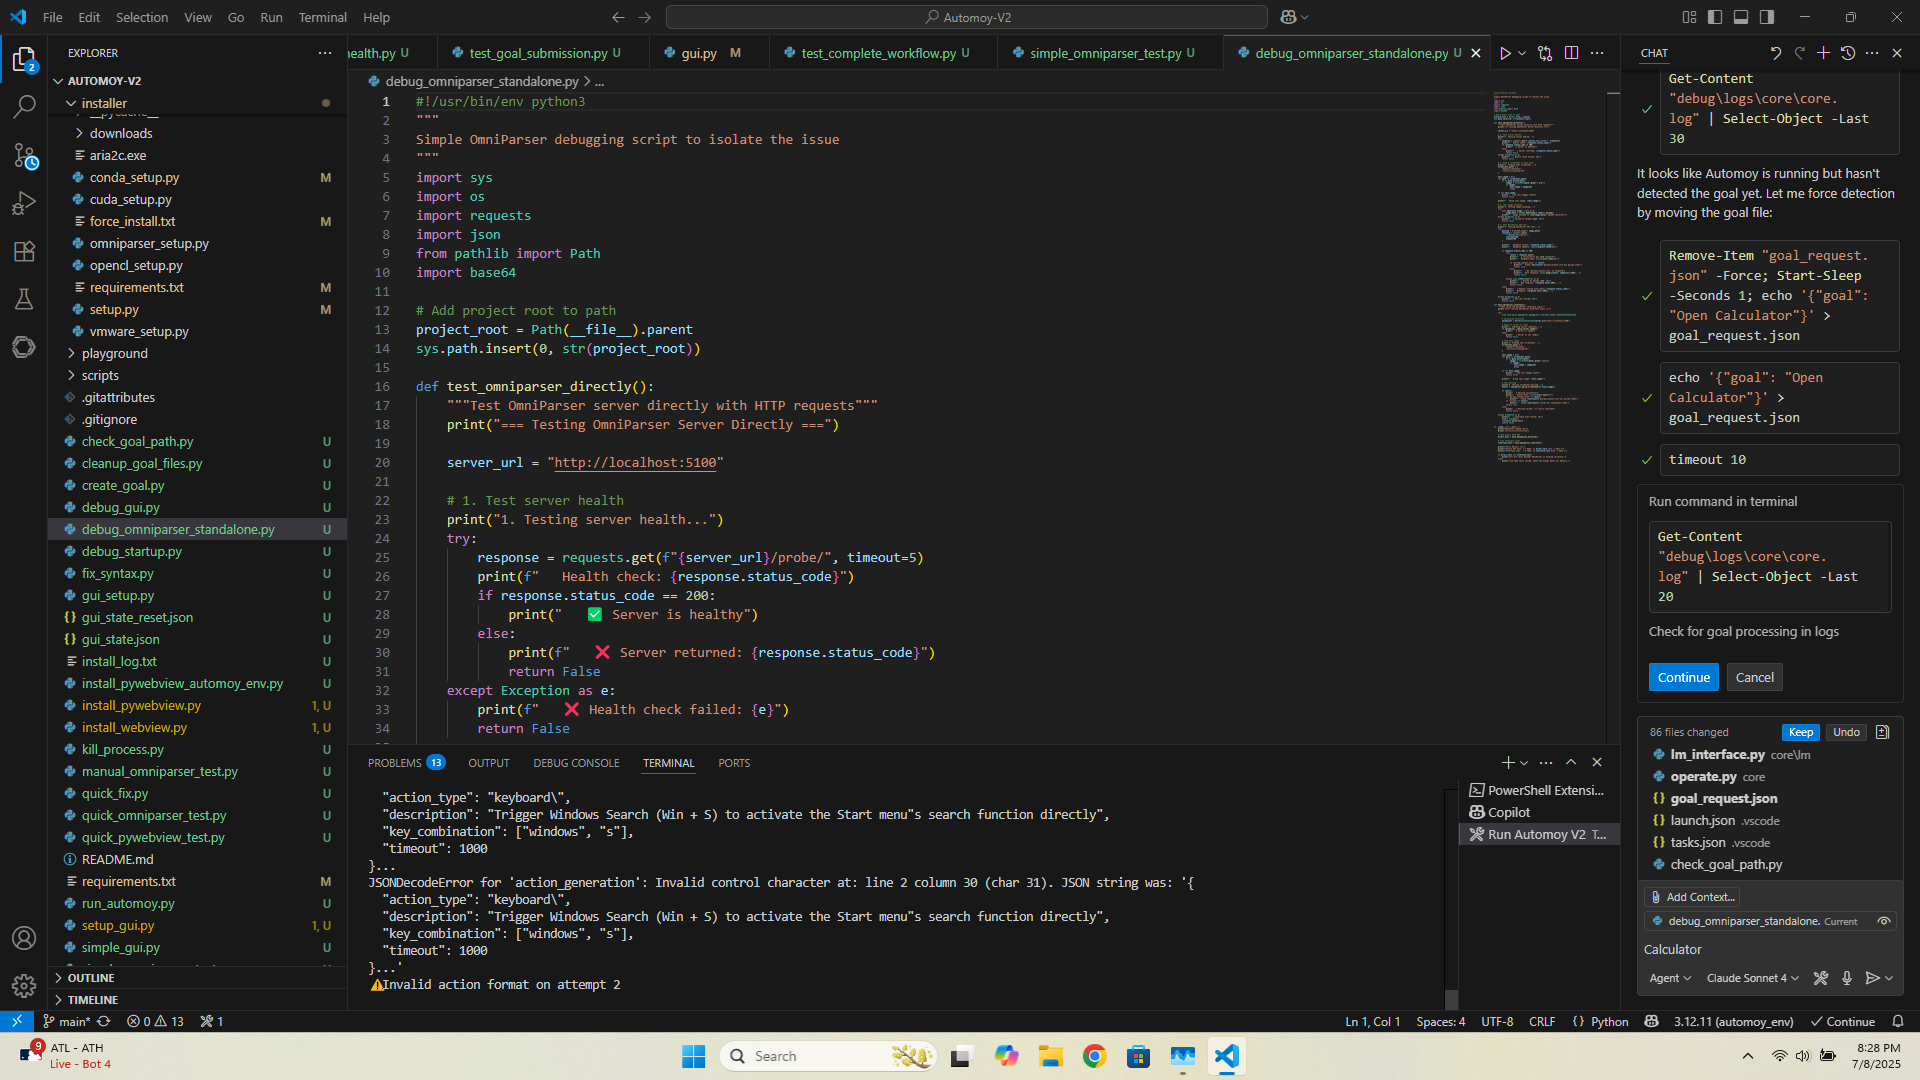 File Edit Selection View Go Run Terminal Help
Automoy-V2
EXPLORER
AUTOMOY-V2
installer
downloads
aria2c.exe
conda_setup.py M
cuda_setup.py
force_install.txt M
omniparser_setup.py
opencl_setup.py
requirements.txt M
setup.py M
vmware_setup.py
playground
scripts
.gitattributes
.gitignore
check_goal_path.py U
cleanup_goal_files.py U
create_goal.py U
debug_gui.py U
debug_omniparser_standalone.py U
debug_startup.py U
fix_syntax.py U
gui_setup.py U
gui_state_reset.json U
gui_state.json U
install_log.txt U
install_pywebview_automoy_env.py U
install_pywebview.py 1, U
install_webview.py 1, U
kill_process.py U
manual_omniparser_test.py U
quick_fix.py U
quick_omniparser_test.py U
quick_pywebview_test.py U
README.md
requirements.txt M
run_automoy.py U
setup_gui.py 1, U
simple_gui.py U
OUTLINE
TIMELINE
health.py U
test_goal_submission.py U
gui.py M
test_complete_workflow.py U
simple_omniparser_test.py U
debug_omniparser_standalone.py U
debug_omniparser_standalone.py > ...
1 #!/usr/bin/env python3
2 """
3 Simple OmniParser debugging script to isolate the issue
4 """
5 import sys
6 import os
7 import requests
8 import json
9 from pathlib import Path
10 import base64
11
12 # Add project root to path
13 project_root = Path(__file__).parent
14 sys.path.insert(0, str(project_root))
15
16 def test_omniparser_directly():
17 """Test OmniParser server directly with HTTP requests"""
18 print("=== Testing OmniParser Server Directly ===")
19
20 server_url = "http://localhost:5100"
21
22 # 1. Test server health
23 print("1. Testing server health...")
24 try:
25 response = requests.get(f"{server_url}/probe/", timeout=5)
26 print(f"   Health check: {response.status_code}")
27 if response.status_code == 200:
28 print("   ✅ Server is healthy")
29 else:
30 print(f"   ❌ Server returned: {response.status_code}")
31 return False
32 except Exception as e:
33 print(f"   ❌ Health check failed: {e}")
34 return False
PROBLEMS 13 OUTPUT DEBUG CONSOLE TERMINAL PORTS
"action_type": "keyboard\",
"description": "Trigger Windows Search (Win + S) to activate the Start menu"s search function directly",
"key_combination": ["windows", "s"],
"timeout": 1000
}...
JSONDecodeError for 'action_generation': Invalid control character at: line 2 column 30 (char 31). JSON string was: '{
"action_type": "keyboard\",
"description": "Trigger Windows Search (Win + S) to activate the Start menu"s search function directly",
"key_combination": ["windows", "s"],
"timeout": 1000
}...'
⚠Invalid action format on attempt 2
PowerShell Extensi...
Copilot
Run Automoy V2 T...
CHAT
Get-Content
"debug\logs\core\core.
log" | Select-Object -Last
30
It looks like Automoy is running but hasn't
detected the goal yet. Let me force detection
by moving the goal file:
Remove-Item "goal_request.
json" -Force; Start-Sleep
-Seconds 1; echo '{"goal":
"Open Calculator"}' >
goal_request.json
echo '{"goal": "Open
Calculator"}' >
goal_request.json
timeout 10
Run command in terminal
Get-Content
"debug\logs\core\core.
log" | Select-Object -Last
20
Check for goal processing in logs
Continue Cancel
86 files changed Keep Undo
lm_interface.py core\lm
operate.py core
goal_request.json
launch.json .vscode
tasks.json .vscode
check_goal_path.py
Add Context...
debug_omniparser_standalone. Current
Calculator
Agent Claude Sonnet 4
main* 0 13 1
Ln 1, Col 1 Spaces: 4 UTF-8 CRLF {} Python 3.12.11 (automoy_env) Continue
9
ATL - ATH
Live - Bot 4
Search
8:28 PM
7/8/2025